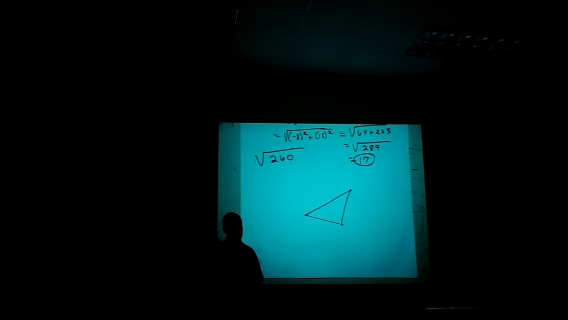 = √(-8)² + (15)² = √64+225
= √289
√260
= 17